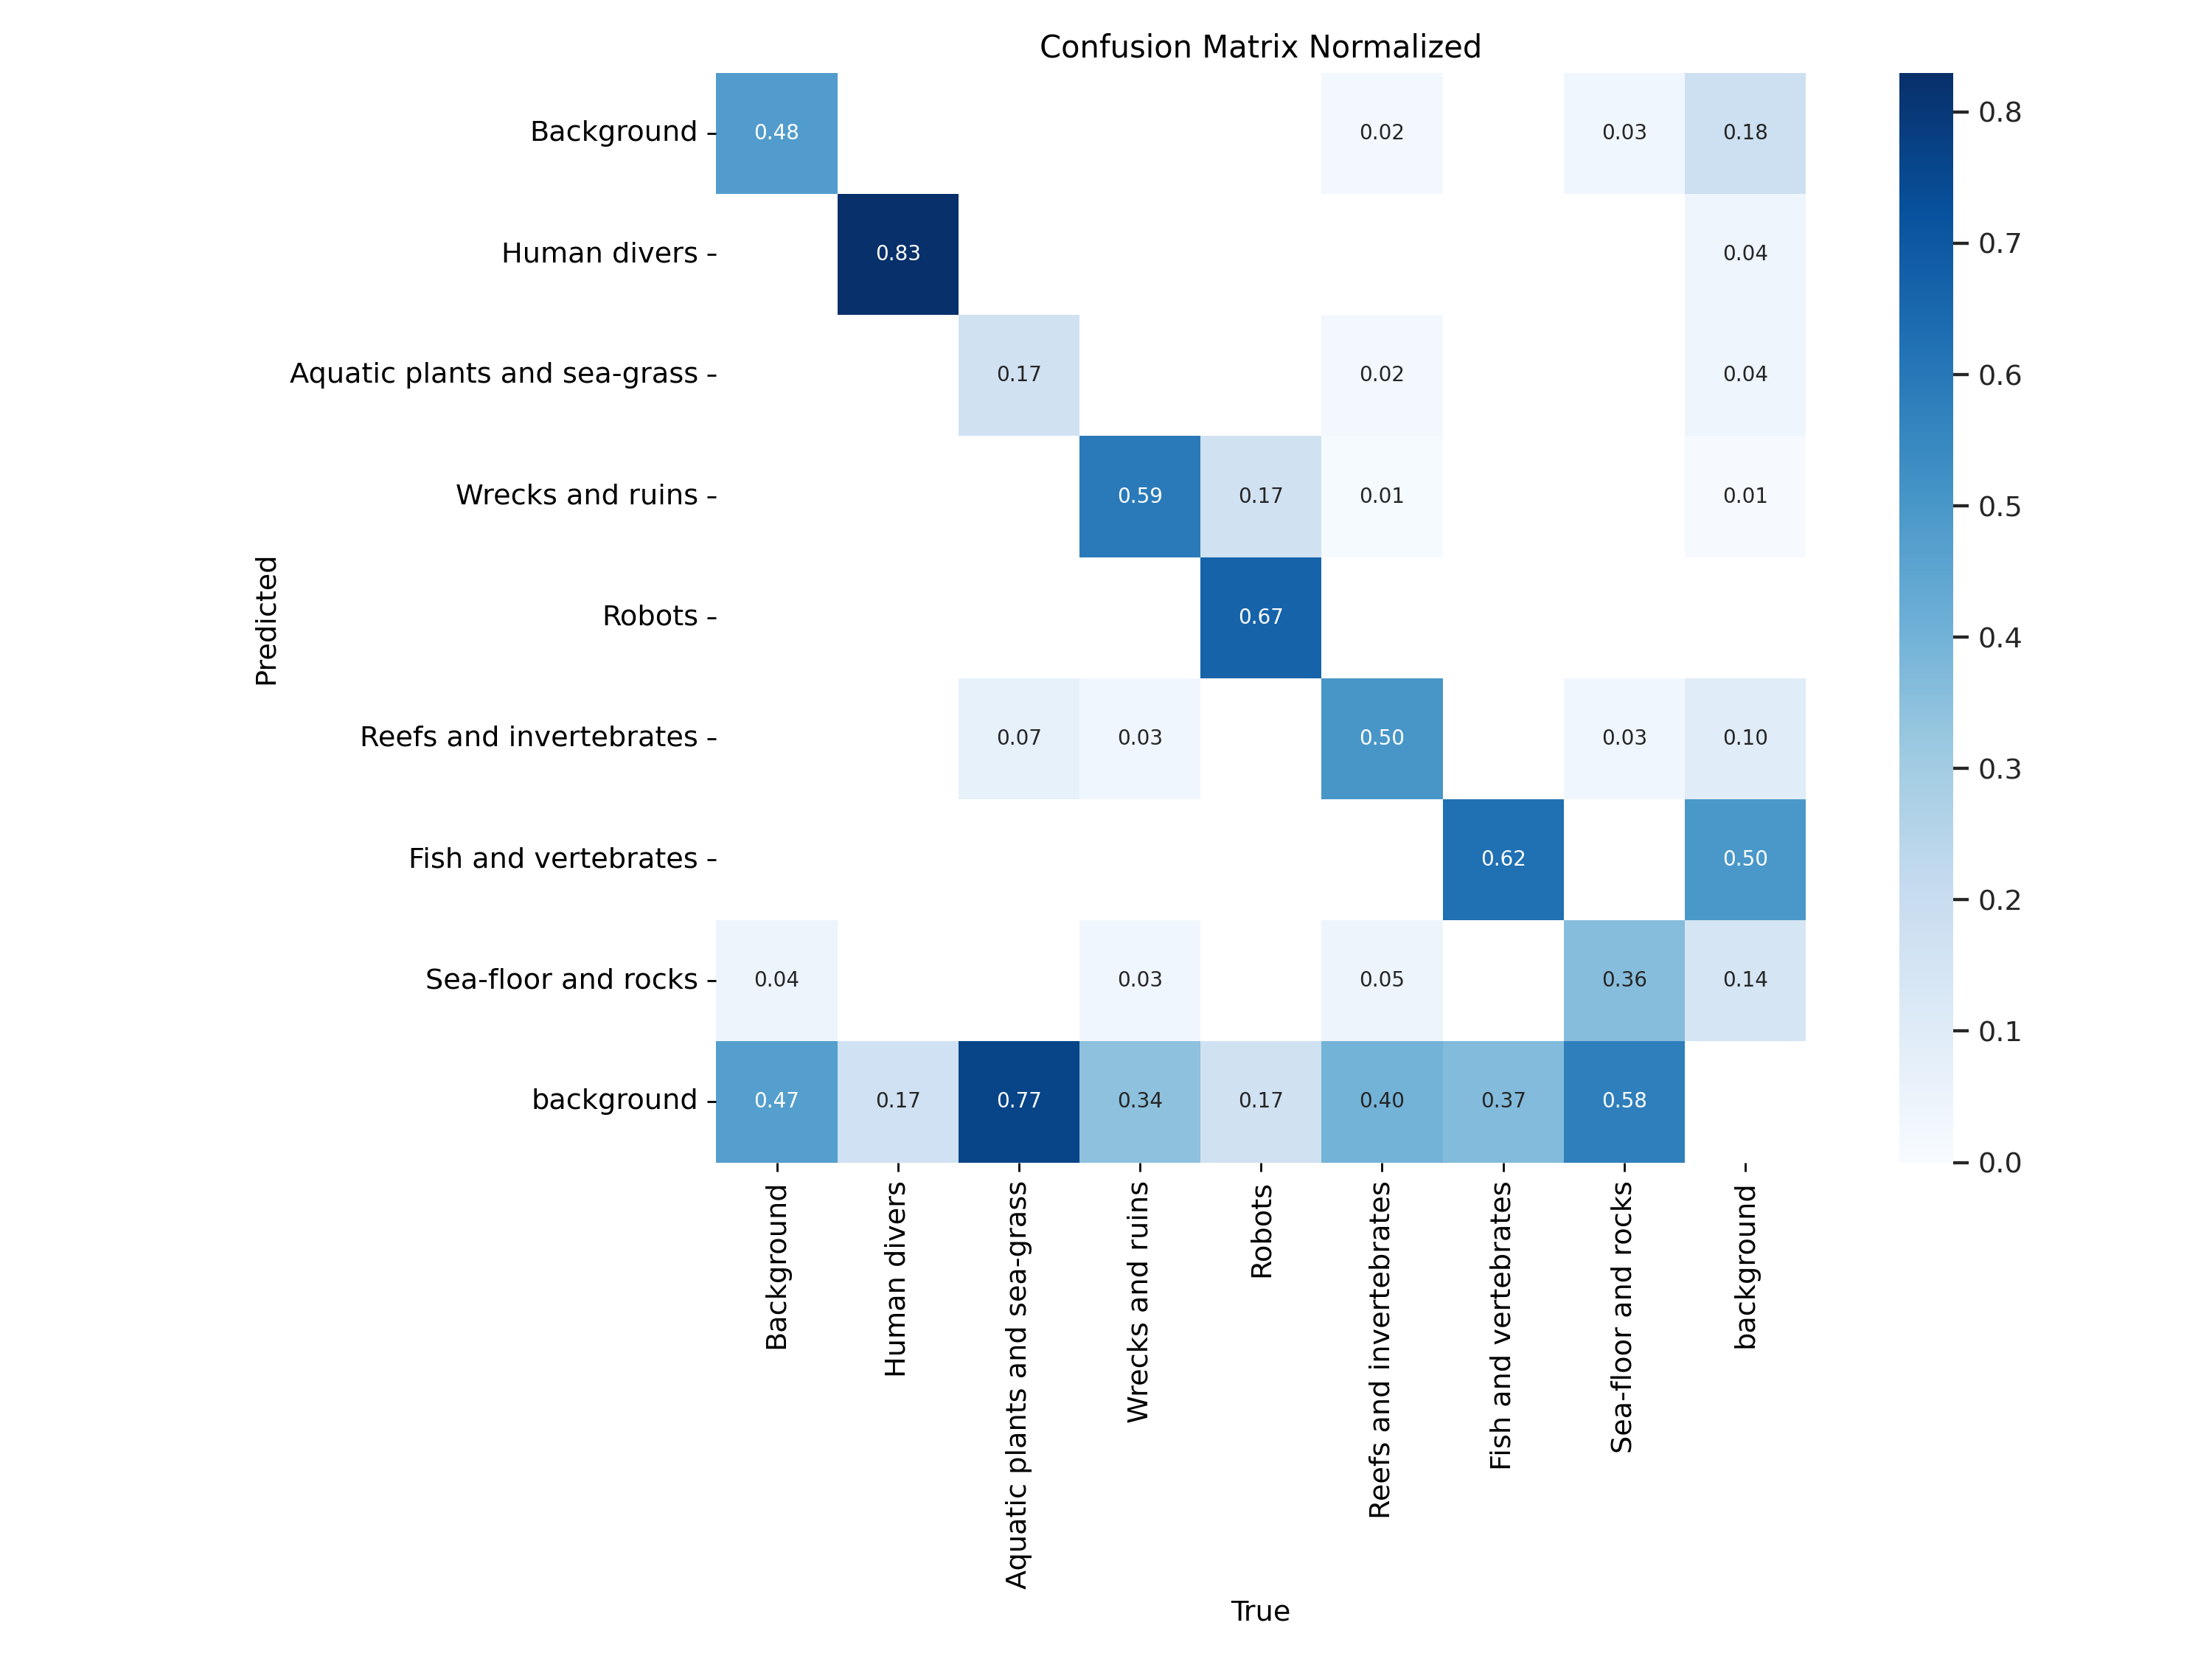 Confusion Matrix Normalized
Background 0.48 0.02 0.03 0.18
Human divers 0.83 0.04
Aquatic plants and sea-grass 0.17 0.02 0.04
Wrecks and ruins 0.59 0.17 0.01 0.01
Robots 0.67
Reefs and invertebrates 0.07 0.03 0.50 0.03 0.10
Fish and vertebrates 0.62 0.50
Sea-floor and rocks 0.04 0.03 0.05 0.36 0.14
background 0.47 0.17 0.77 0.34 0.17 0.40 0.37 0.58
Predicted
Background
Human divers
Aquatic plants and sea-grass
Wrecks and ruins
Robots
Reefs and invertebrates
Fish and vertebrates
Sea-floor and rocks
background
True
0.8
0.7
0.6
0.5
0.4
0.3
0.2
0.1
0.0